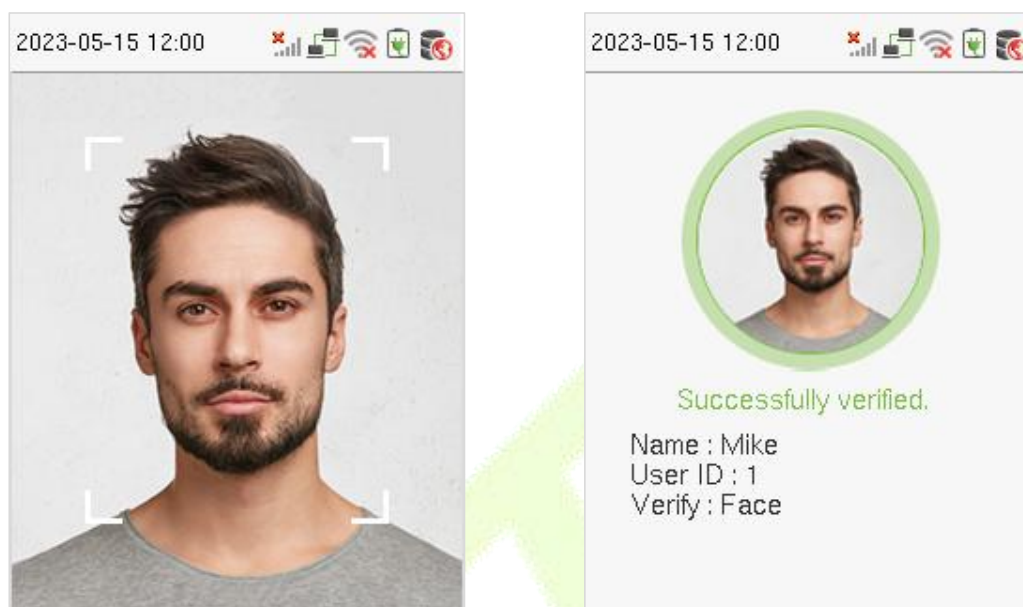 2023-05-15 12:00
2023-05-15 12:00
Successfully verified.
Name : Mike
User ID : 1
Verify : Face